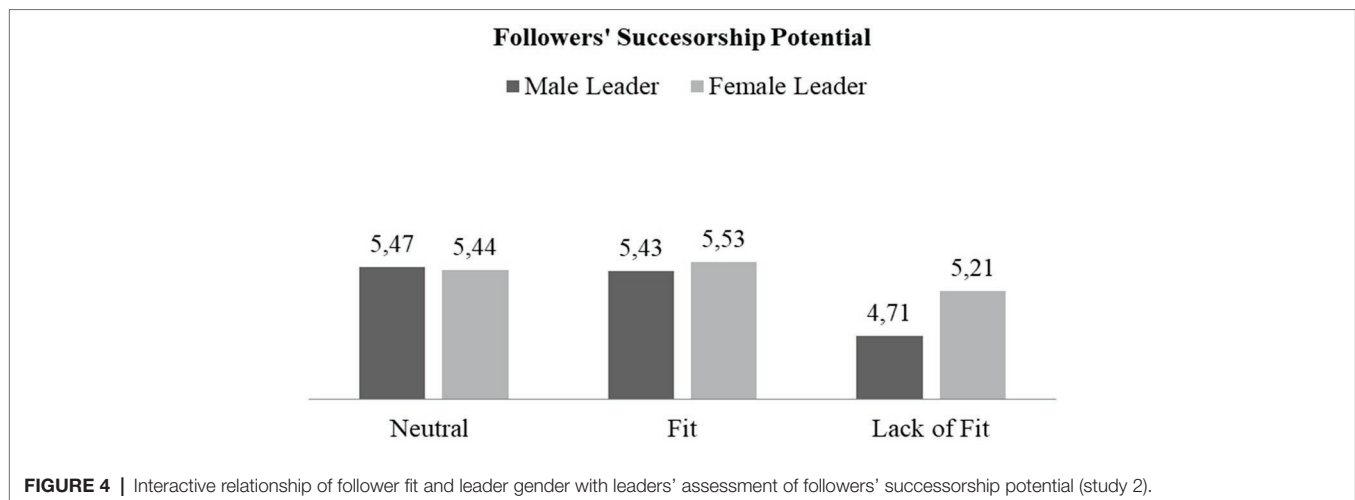 Followers' Succesorship Potential
Male Leader Female Leader
5,47 5,44 5,43 5,53 4,71 5,21
Neutral Fit Lack of Fit
FIGURE 4 | Interactive relationship of follower fit and leader gender with leaders’ assessment of followers’ successorship potential (study 2).